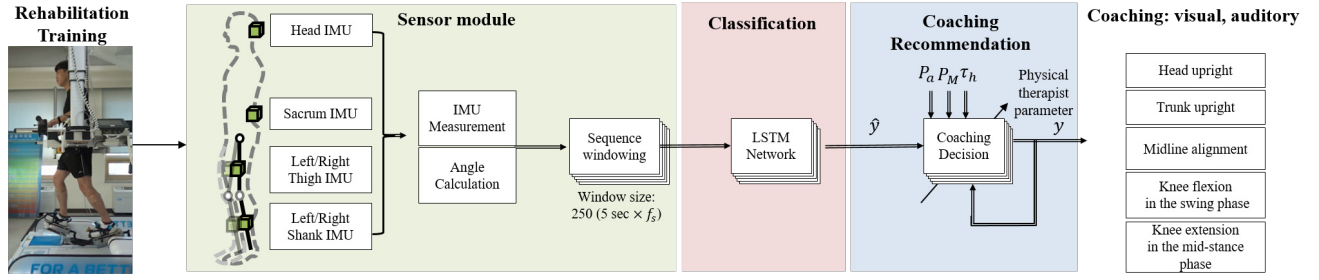 Rehabilitation
Training
FOR A BETT
Sensor module
Head IMU
Sacrum IMU
Left/Right
Thigh IMU
Left/Right
Shank IMU
IMU
Measurement
Angle
Calculation
Sequence
windowing
Window size:
250 (5 sec × fₛ)
Classification
LSTM
Network
Coaching
Recommendation
ŷ
Pₐ P_M τₕ
Physical
therapist
parameter
Coaching
Decision
y
Coaching: visual, auditory
Head upright
Trunk upright
Midline alignment
Knee flexion
in the swing phase
Knee extension
in the mid-stance
phase